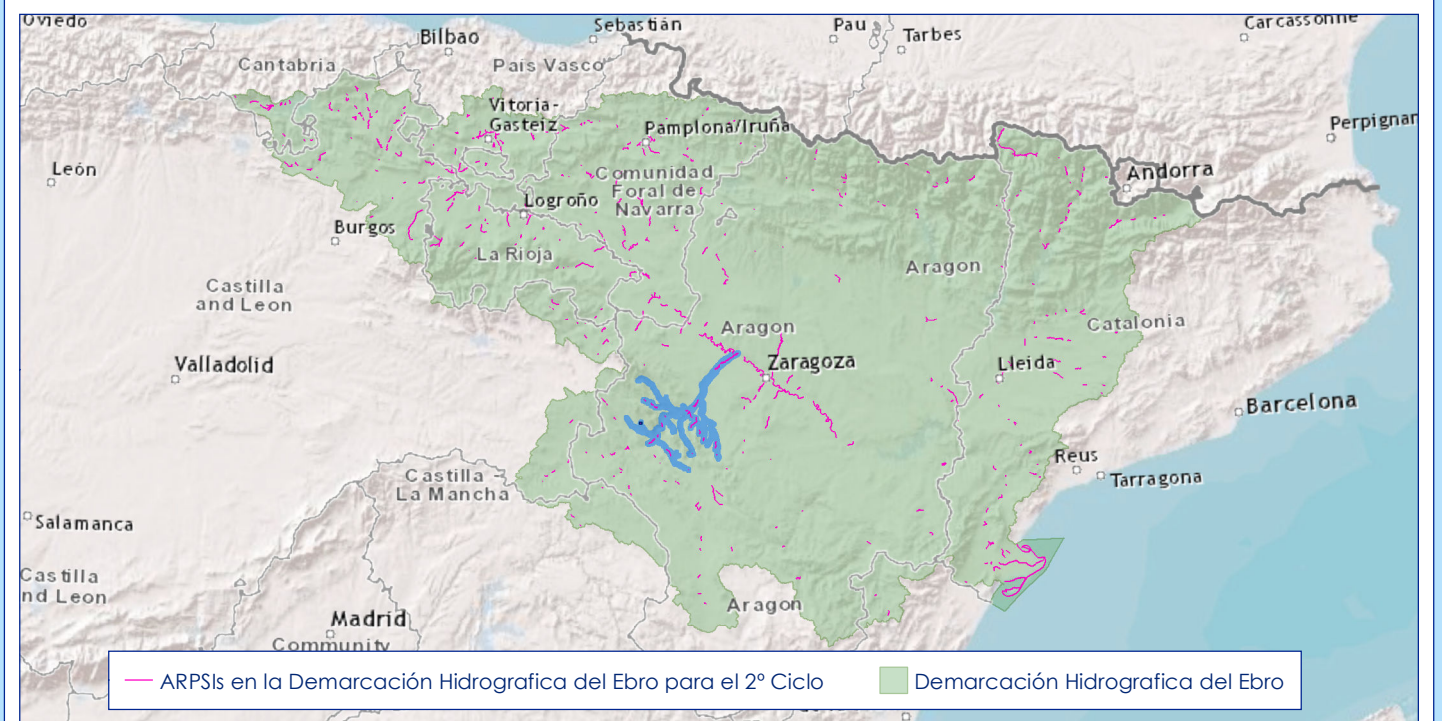 Oviedo
Sebastián
Pau
Carcassonne
Bilbao
Tarbes
Cantabria
Pais Vasco
Vitoria-
Gasteiz
Pamplona/Iruña
Perpignan
León
Comunidad
Foral de
Navarra
Andorra
Logroño
Burgos
La Rioja
Aragon
Castilla
and Leon
Aragon
Catalonia
Valladolid
Zaragoza
Lleida
Barcelona
Castilla
La Mancha
Reus
Tarragona
Salamanca
Castilla
nd Leon
Aragon
Madrid
Community
ARPSIs en la Demarcación Hidrografica del Ebro para el 2º Ciclo
Demarcación Hidrografica del Ebro